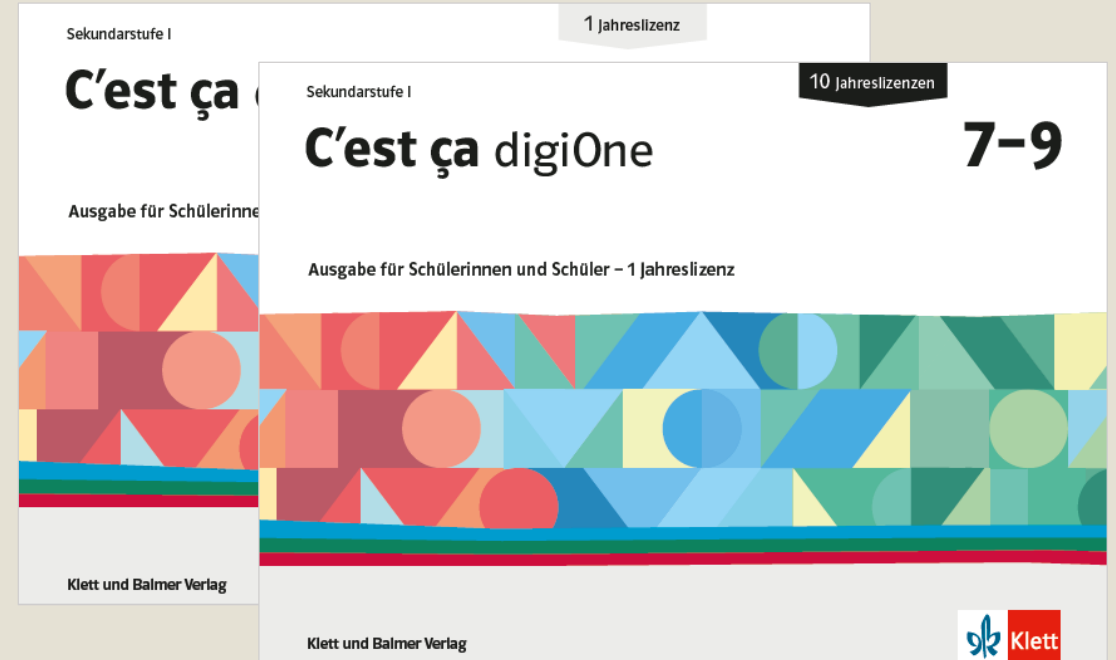 Sekundarstufe I
1 Jahreslizenz
C'est ça
Ausgabe für Schülerinne
Klett und Balmer Verlag
Sekundarstufe I
10 Jahreslizenzen
C'est ça digiOne
7–9
Ausgabe für Schülerinnen und Schüler – 1 Jahreslizenz
Klett und Balmer Verlag
Klett